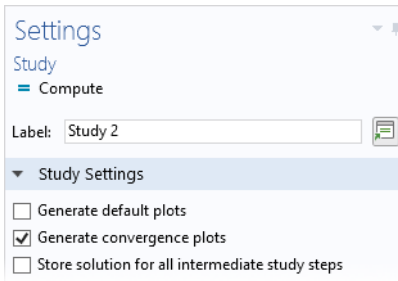 Settings
Study
= Compute
Label: Study 2
Study Settings
Generate default plots
Generate convergence plots
Store solution for all intermediate study steps